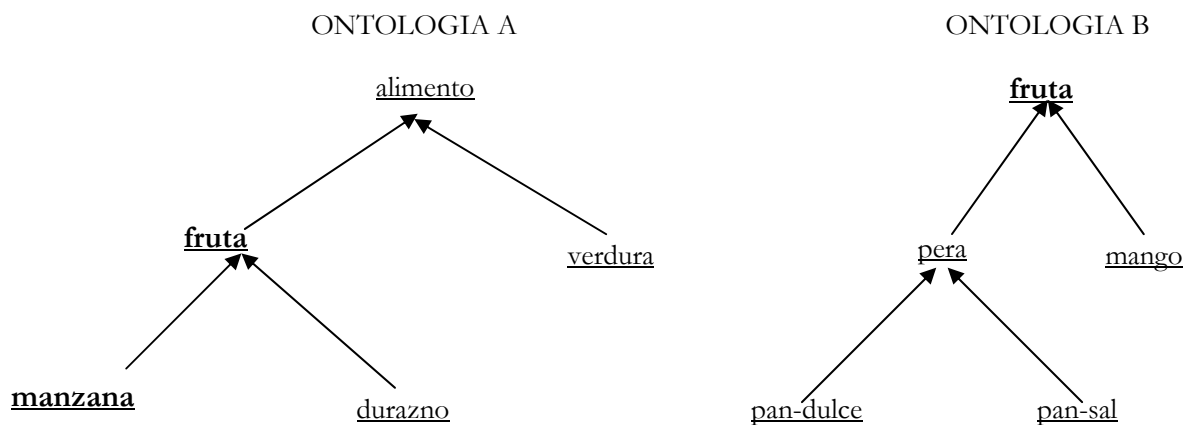 ONTOLOGIA A ONTOLOGIA B
alimento fruta
fruta verdura pera mango
manzana durazno pan-dulce pan-sal